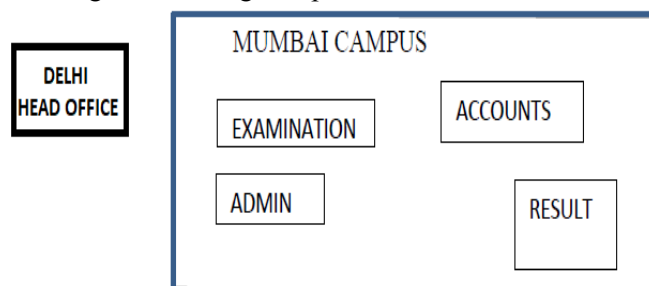 MUMBAI CAMPUS
DELHI
HEAD OFFICE
EXAMINATION
ACCOUNTS
ADMIN
RESULT